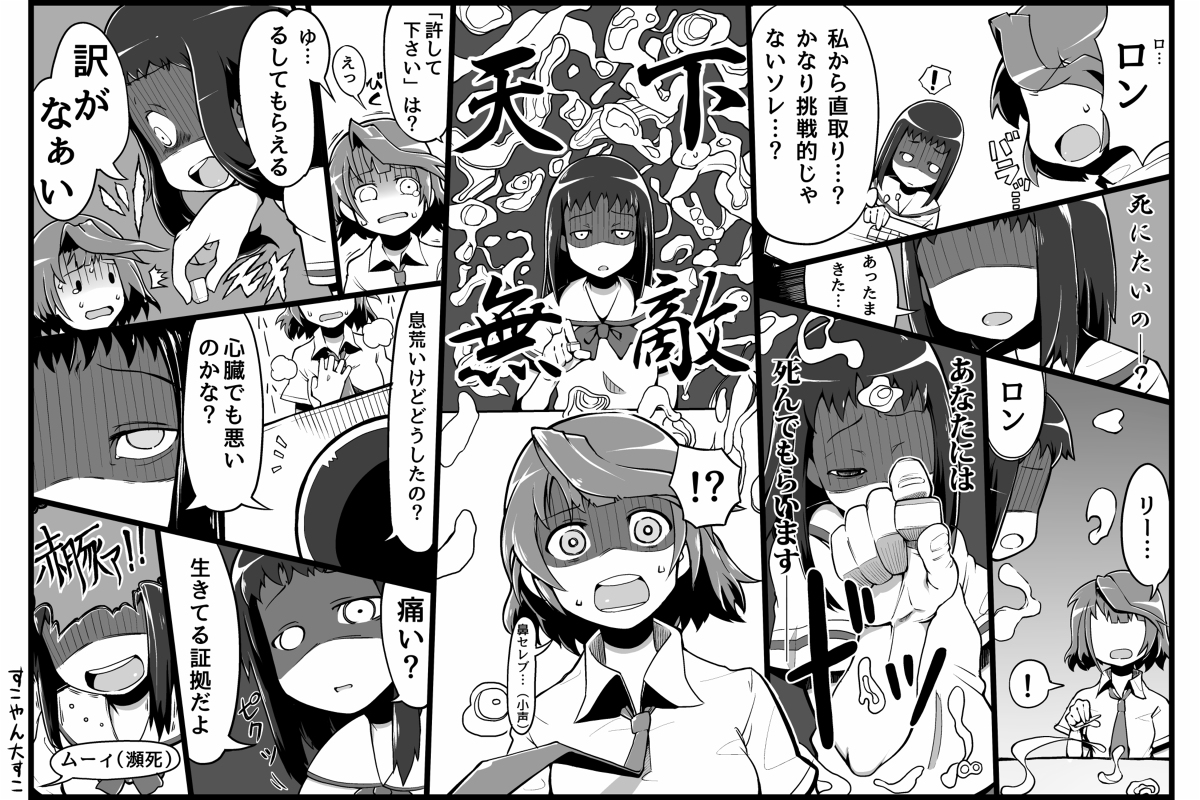 ロ…
ロン
バラ"ズ……
!
私から直取り…?
かなり挑戦的じゃ
ないソレ…?
死にたいの―?
あったま
きた…
リー…
!
ロン
あなたには
死んでもらいます――
ドドッ
天下
無敵
!?
鼻セレブ…(小声)
「許して
下さい」は?
えっ
びく
ゆ…
るしてもらえる
訳が
なぁい
息荒いけどどうしたの?
心臓でも悪い
のかな?
痛い?
ピクッ
生きてる証拠だよ
赤豚ァ!!
ムーィ(瀕死)
すこやん大すこ